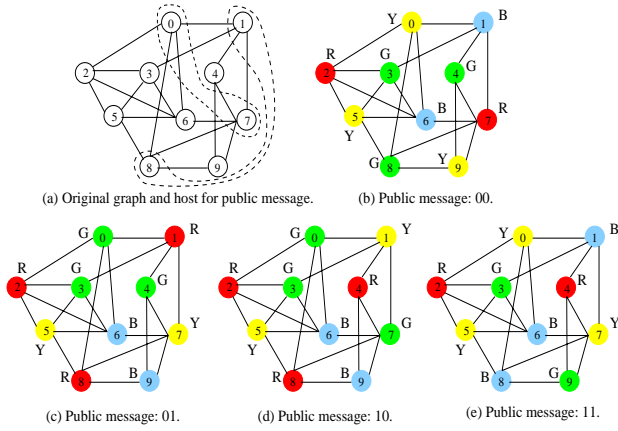 0
1
2
3
4
5
6
7
8
9
(a) Original graph and host for public message.
Y
0
1
B
R
2
G
3
4
G
5
Y
6
B
7
R
G
8
Y
9
(b) Public message: 00.
G
0
1
R
R
2
G
3
4
G
5
Y
6
B
7
Y
R
8
B
9
(c) Public message: 01.
G
0
1
Y
R
2
G
3
4
R
5
Y
6
B
7
G
R
8
B
9
(d) Public message: 10.
Y
0
1
B
R
2
G
3
4
R
5
Y
6
B
7
Y
B
8
G
9
(e) Public message: 11.